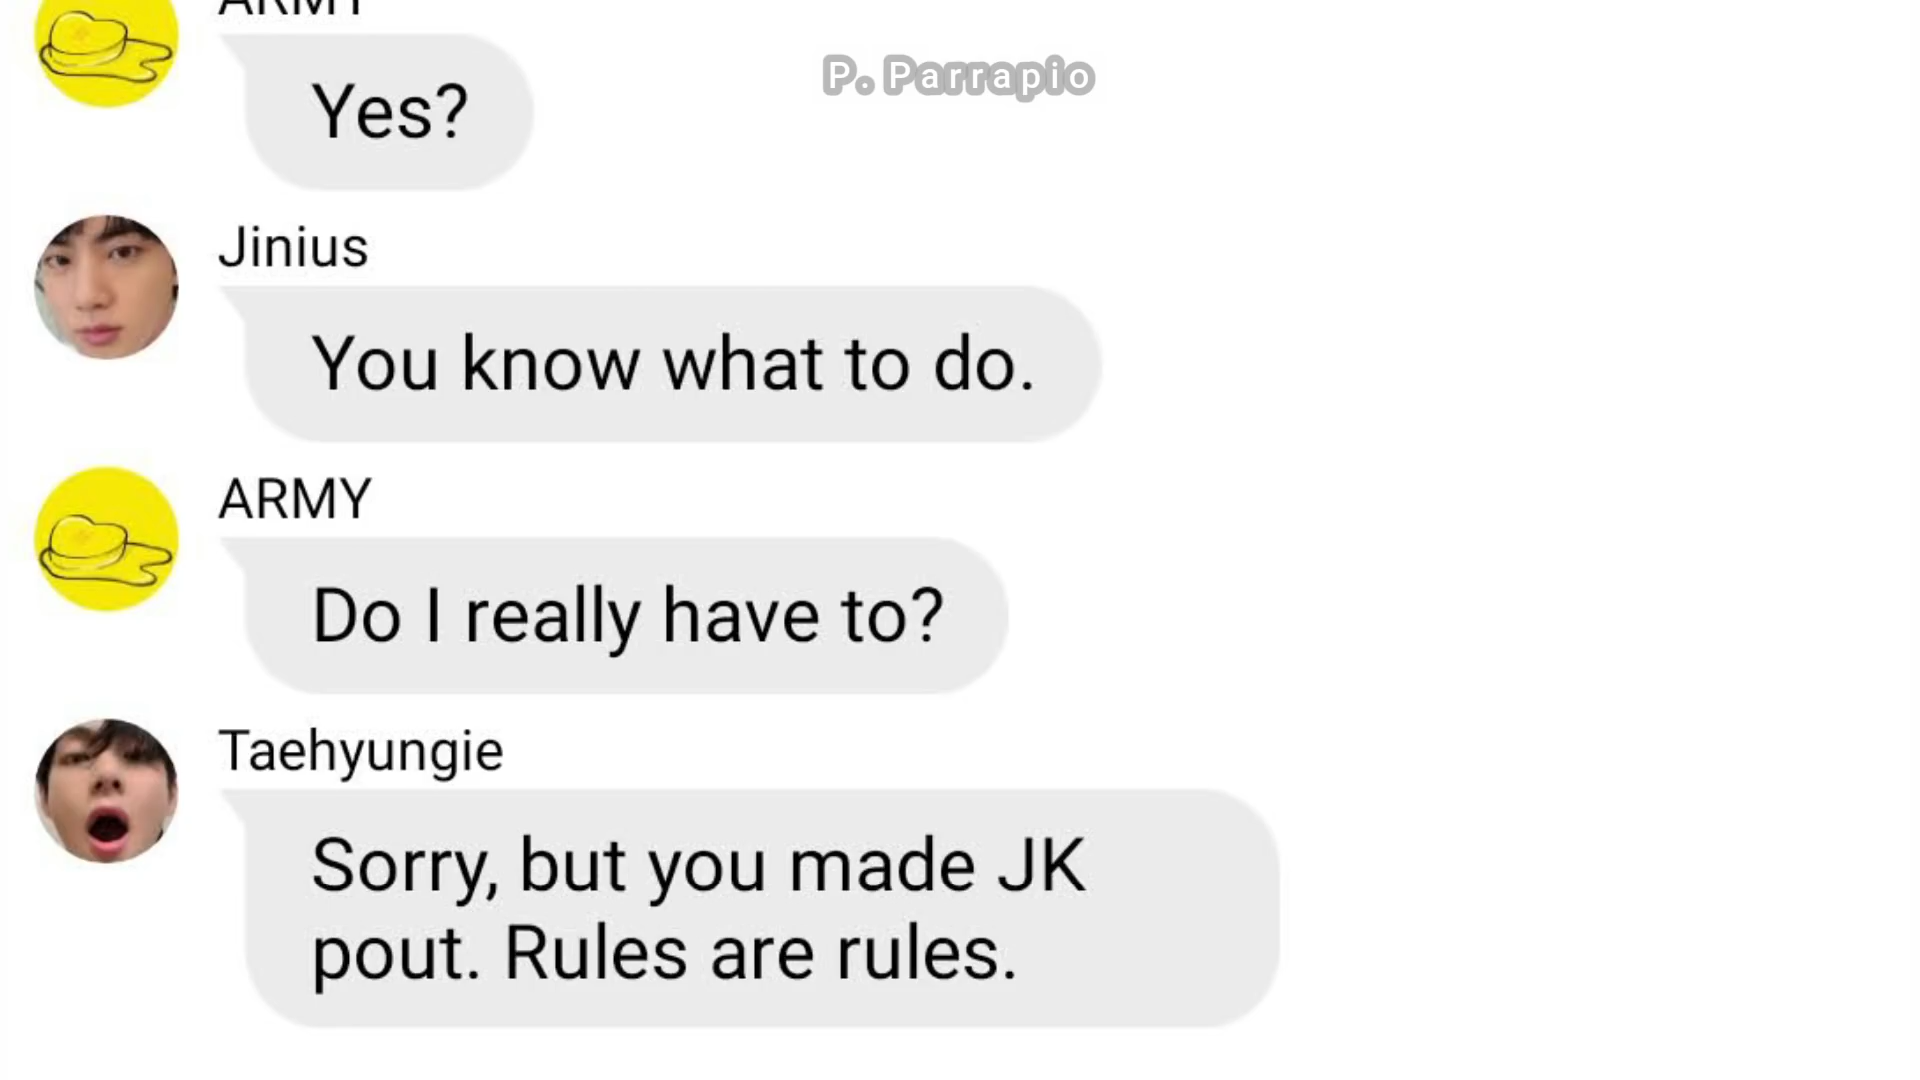 ARMY
P. Parrapio
Yes?
Jinius
You know what to do.
ARMY
Do I really have to?
Taehyungie
Sorry, but you made JK
pout. Rules are rules.